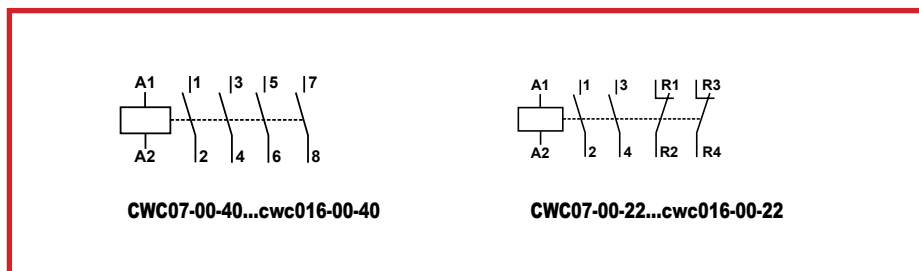 A1 1 3 5 7
A2 2 4 6 8
CWC07-00-40...cwc016-00-40
A1 1 3 R1 R3
A2 2 4 R2 R4
CWC07-00-22...cwc016-00-22